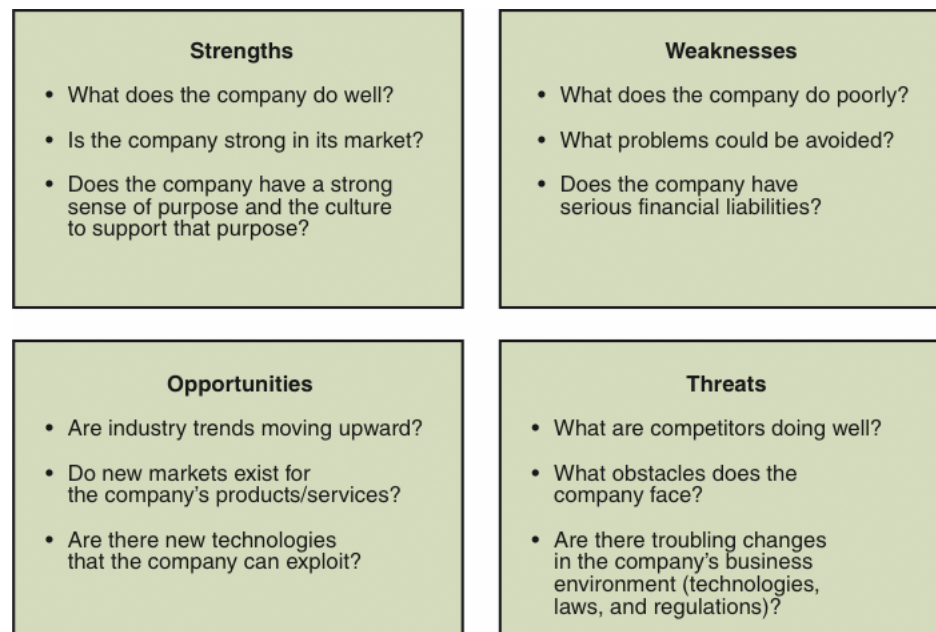 Strengths
• What does the company do well?
• Is the company strong in its market?
• Does the company have a strong
sense of purpose and the culture
to support that purpose?
Weaknesses
• What does the company do poorly?
• What problems could be avoided?
• Does the company have
serious financial liabilities?
Opportunities
• Are industry trends moving upward?
• Do new markets exist for
the company's products/services?
• Are there new technologies
that the company can exploit?
Threats
• What are competitors doing well?
• What obstacles does the
company face?
• Are there troubling changes
in the company's business
environment (technologies,
laws, and regulations)?